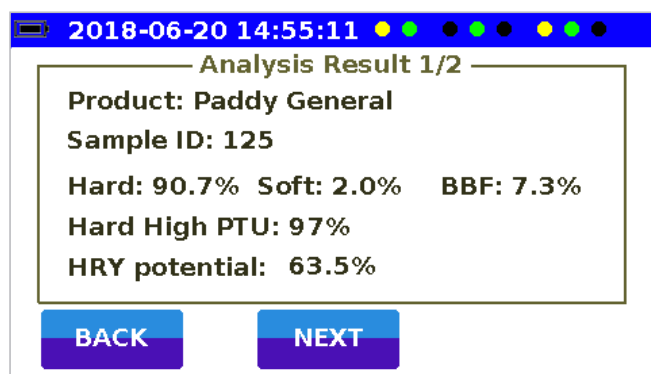 2018-06-20 14:55:11
Analysis Result 1/2
Product: Paddy General
Sample ID: 125
Hard: 90.7% Soft: 2.0% BBF: 7.3%
Hard High PTU: 97%
HRY potential: 63.5%
BACK NEXT